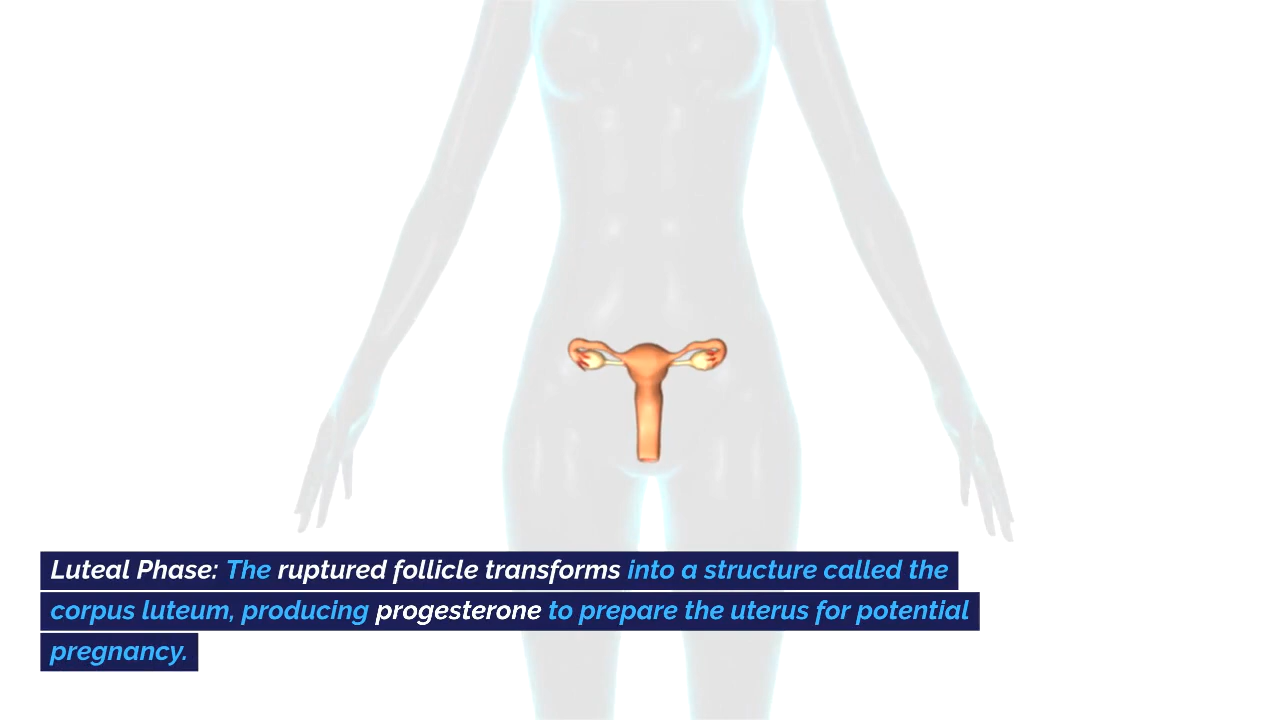 Luteal Phase: The ruptured follicle transforms into a structure called the
corpus luteum, producing progesterone to prepare the uterus for potential
pregnancy.